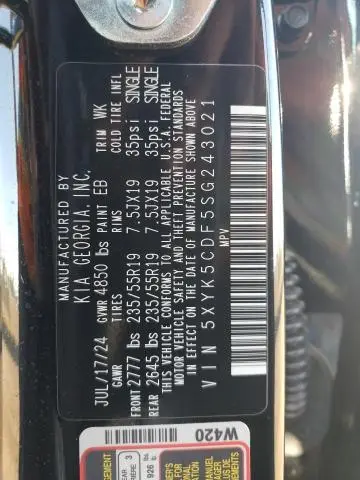 MANUFACTURED BY
KIA GEORGIA, INC.
JUL/17/24 GVWR 4850 lbs PAINT EB TRIM WK
GAWR TIRES RIMS COLD TIRE INFL
FRONT 2777 lbs 235/55R19 7.5JX19 35psi SINGLE
REAR 2645 lbs 235/55R19 7.5JX19 35psi SINGLE
THIS VEHICLE CONFORMS TO ALL APPLICABLE U.S.A. FEDERAL
MOTOR VEHICLE SAFETY AND THEFT PREVENTION STANDARDS
IN EFFECT ON THE DATE OF MANUFACTURE SHOWN ABOVE
VIN 5XYK5CDF5SG243021
MPV
W420